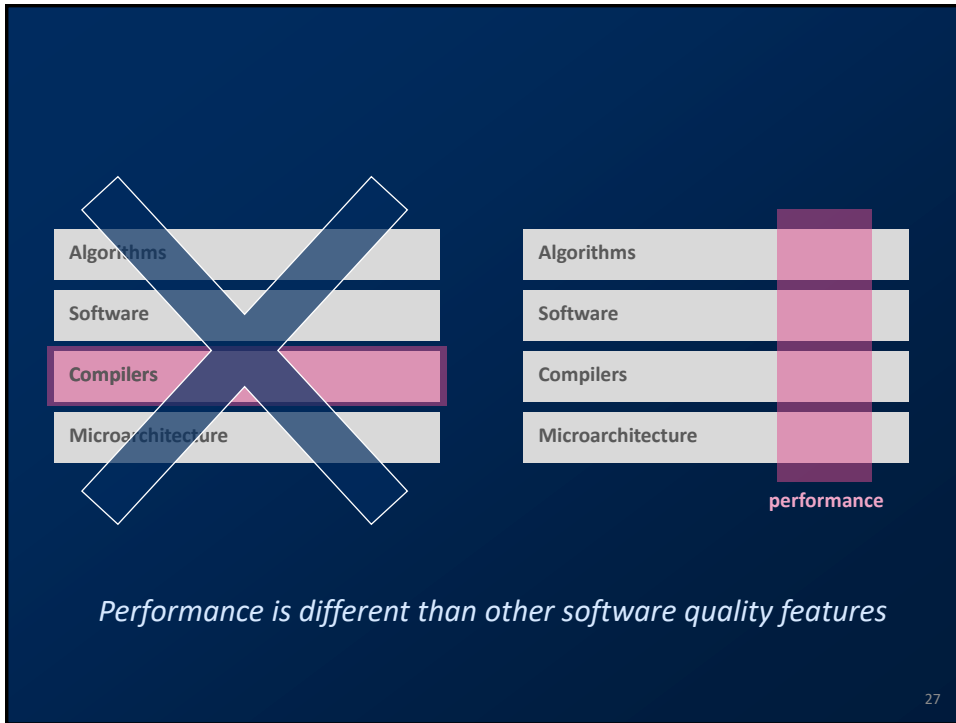 Algorithms
Software
Compilers
Microarchitecture
Algorithms
Software
Compilers
Microarchitecture
performance
Performance is different than other software quality features
27